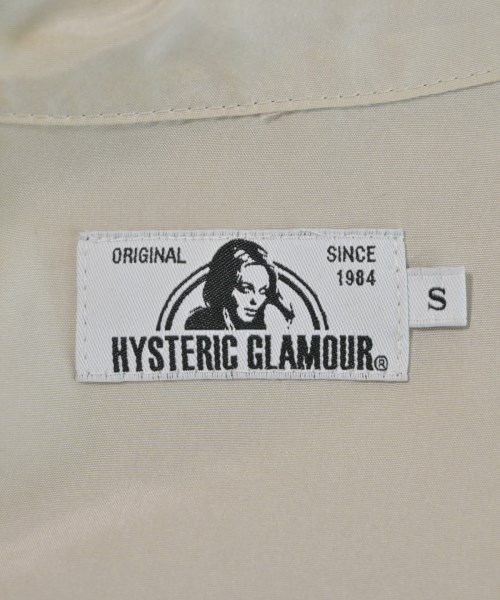 ORIGINAL
SINCE
1984
HYSTERIC GLAMOUR®
S